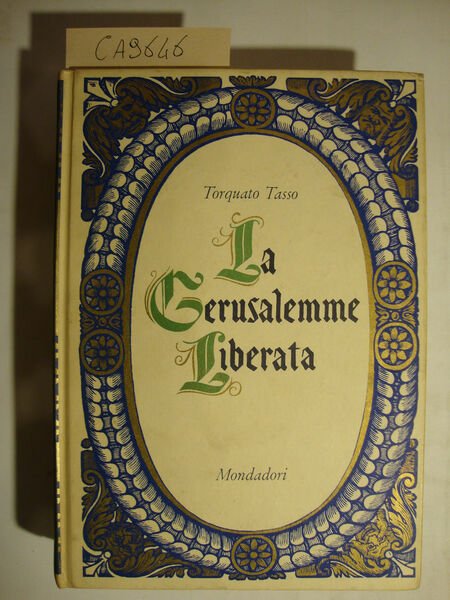 CA9646
Torquato Tasso
La
Gerusalemme
Liberata
Mondadori